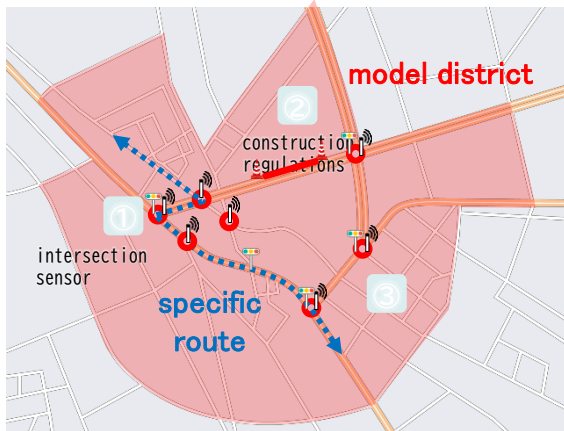 model district
②
construction
regulations
①
intersection
sensor
specific
route
③